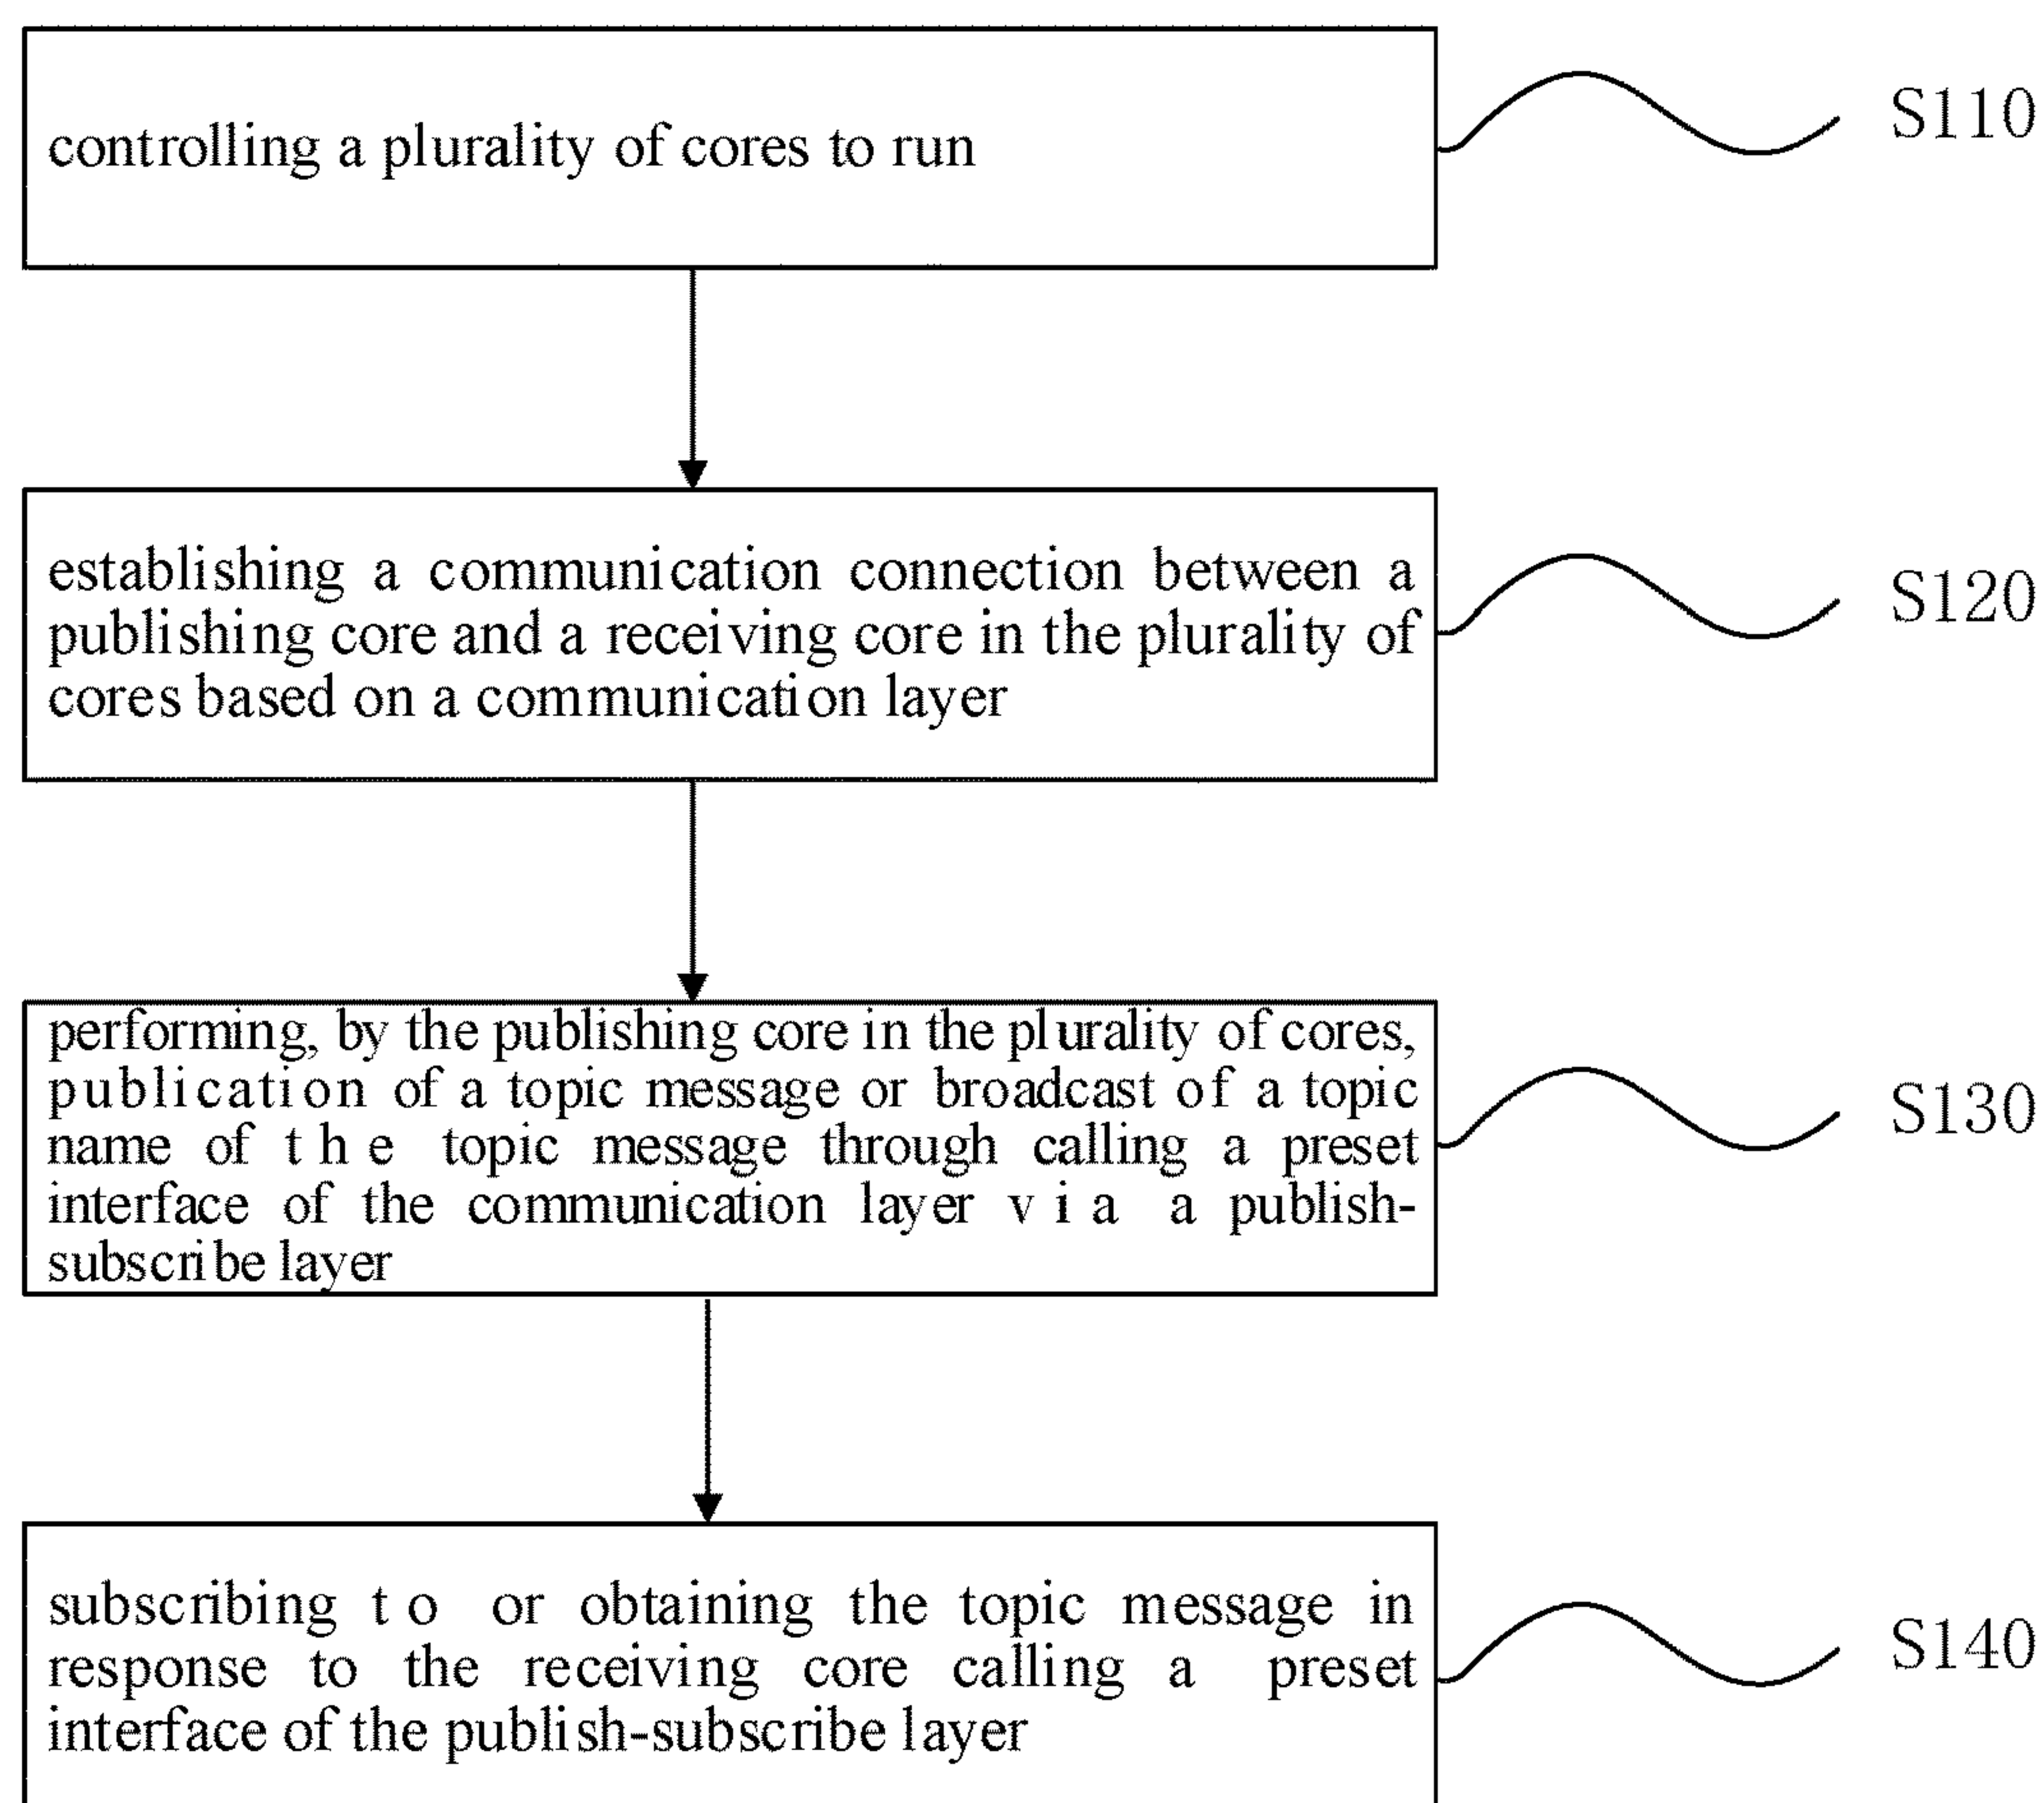 controlling a plurality of cores to run
S110
establishing a communication connection between a
publishing core and a receiving core in the plurality of
cores based on a communication layer
S120
performing, by the publishing core in the plurality of cores,
publication of a topic message or broadcast of a topic
name of the topic message through calling a preset
interface of the communication layer via a publish-
subscribe layer
S130
subscribing to or obtaining the topic message in
response to the receiving core calling a preset
interface of the publish-subscribe layer
S140